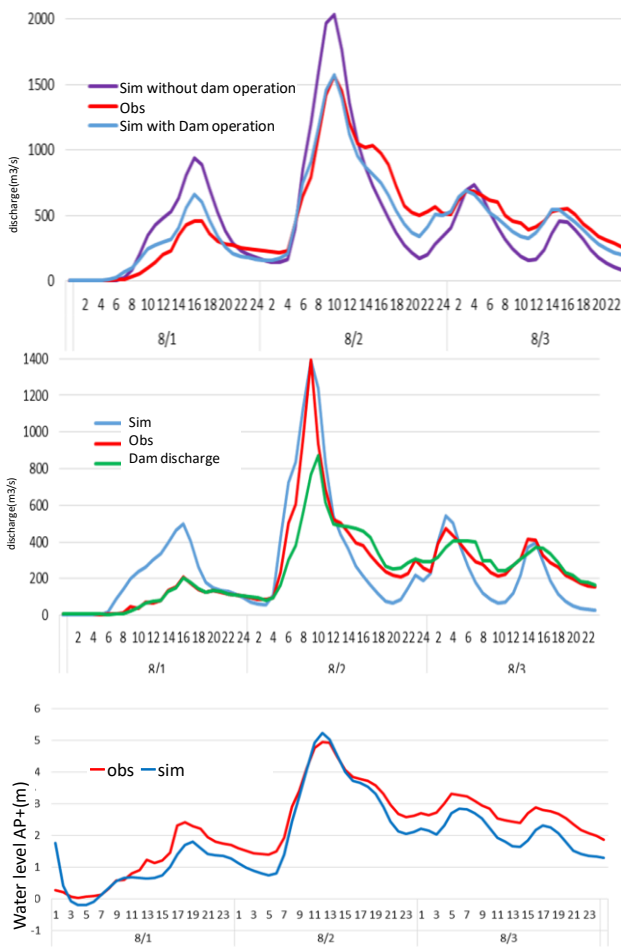 2000
1500
1000
500
0
discharge(m3/s)
Sim without dam operation
Obs
Sim with Dam operation
2 4 6 8 10 12 14 16 18 20 22 24 2 4 6 8 10 12 14 16 18 20 22 24 2 4 6 8 10 12 14 16 18 20 22
8/1 8/2 8/3
1400
1200
1000
800
600
400
200
0
discharge(m3/s)
Sim
Obs
Dam discharge
2 4 6 8 10 12 14 16 18 20 22 24 2 4 6 8 10 12 14 16 18 20 22 24 2 4 6 8 10 12 14 16 18 20 22
8/1 8/2 8/3
6
5
4
3
2
1
0
-1
Water level AP+(m)
obs sim
1 3 5 7 9 11 13 15 17 19 21 23 1 3 5 7 9 11 13 15 17 19 21 23 1 3 5 7 9 11 13 15 17 19 21 23
8/1 8/2 8/3